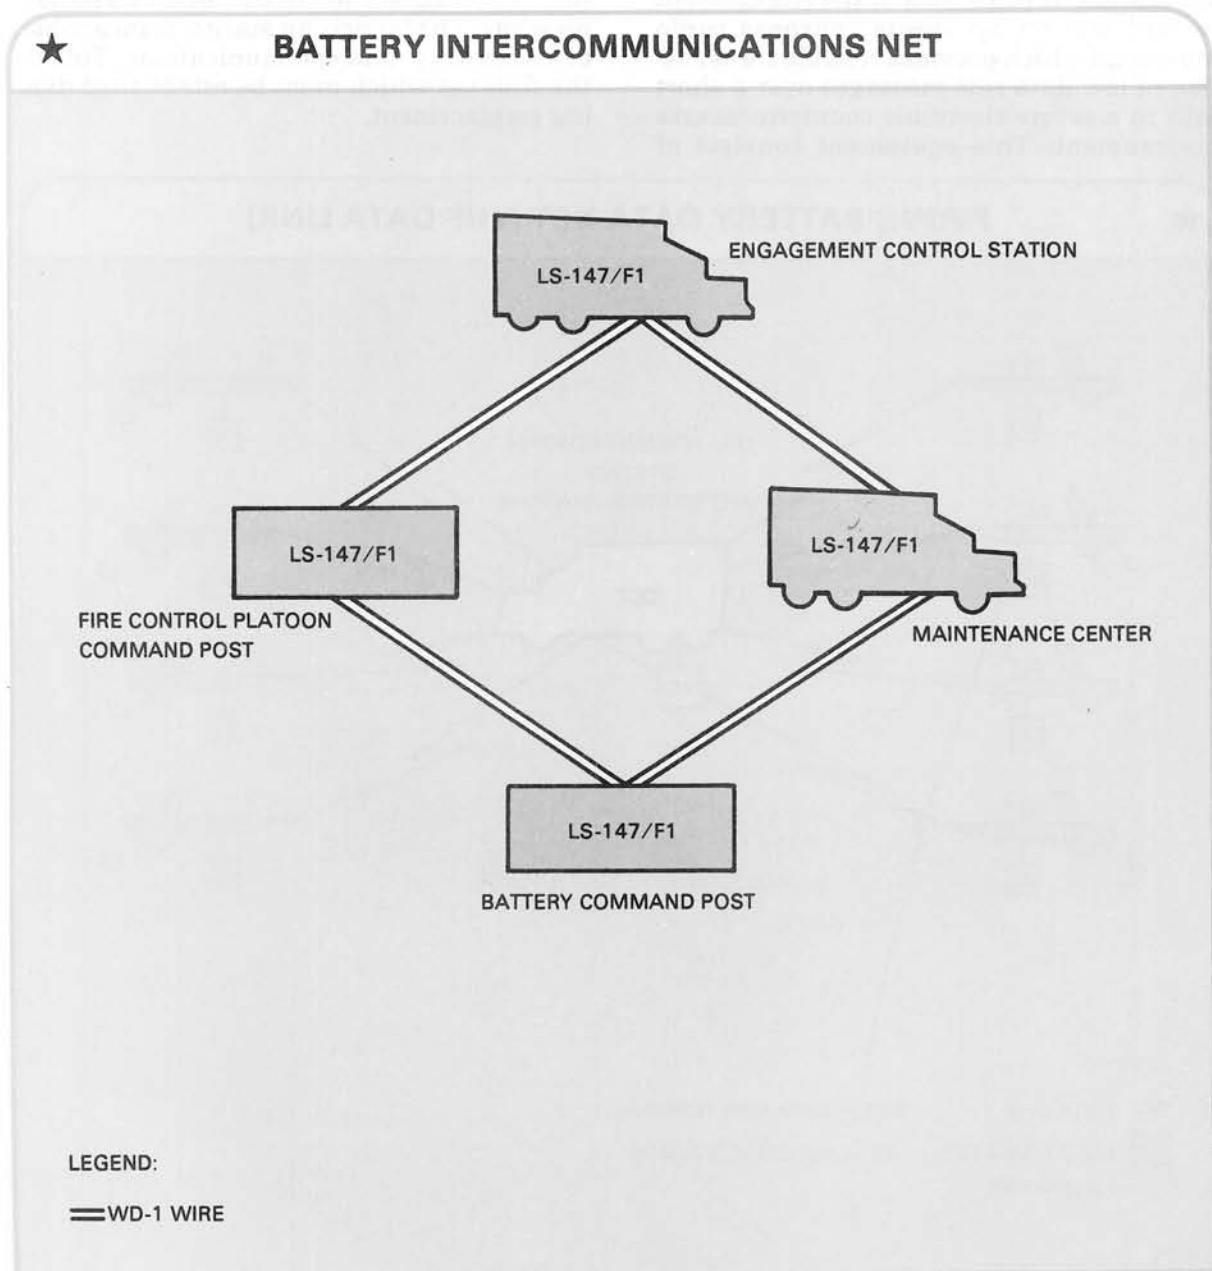 BATTERY INTERCOMMUNICATIONS NET
LS-147/F1
ENGAGEMENT CONTROL STATION
LS-147/F1
FIRE CONTROL PLATOON
COMMAND POST
LS-147/F1
MAINTENANCE CENTER
LS-147/F1
BATTERY COMMAND POST
LEGEND:
WD-1 WIRE